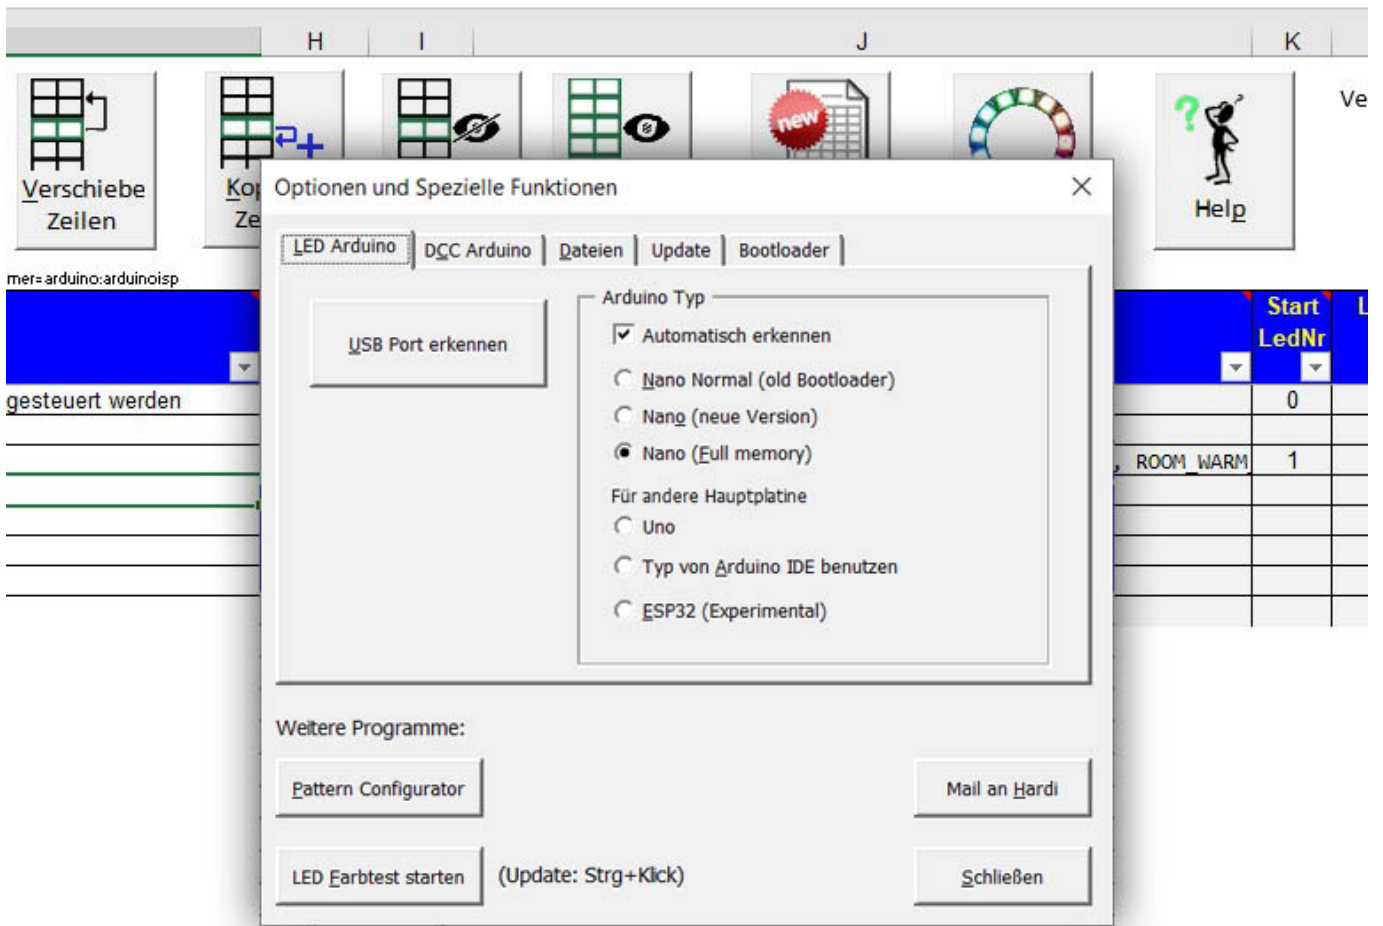 H I J K
new
Verschiebe
Zeilen
Ko
Ze
?
Help
Ve
mer=arduino:arduinoisp
Optionen und Spezielle Funktionen
LED Arduino DCC Arduino Dateien Update Bootloader
USB Port erkennen
Arduino Typ
Automatisch erkennen
Nano Normal (old Bootloader)
Nano (neue Version)
Nano (Full memory)
Für andere Hauptplatine
Uno
Typ von Arduino IDE benutzen
ESP32 (Experimental)
Start L
LedNr
gesteuert werden
0
, ROOM_WARM 1
Weitere Programme:
Pattern Configurator
Mail an Hardi
LED Farbtest starten
(Update: Strg+Klick)
Schließen